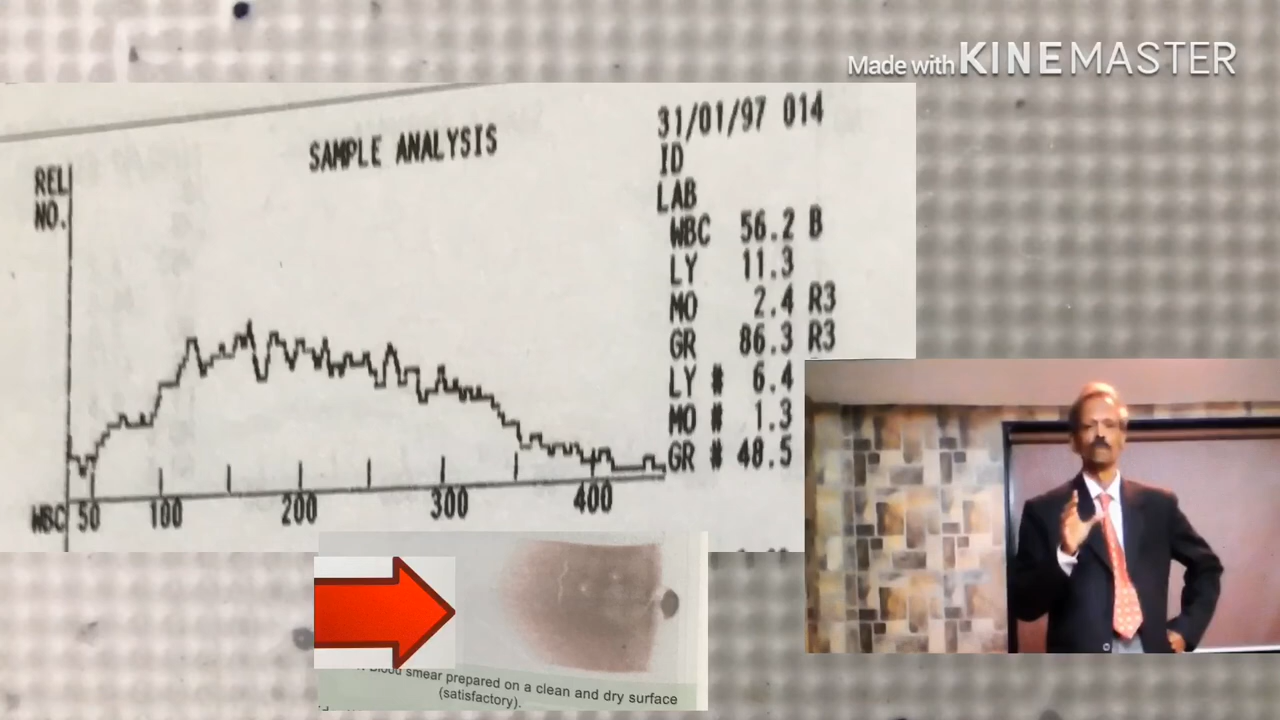 Made with KINEMASTER
SAMPLE ANALYSIS
REL
NO.
WBC 50 100 200 300 400
31/01/97 014
ID
LAB
WBC 56.2 B
LY 11.3
MO 2.4 R3
GR 86.3 R3
LY # 6.4
MO # 1.3
GR # 48.5
blood smear prepared on a clean and dry surface
(satisfactory).